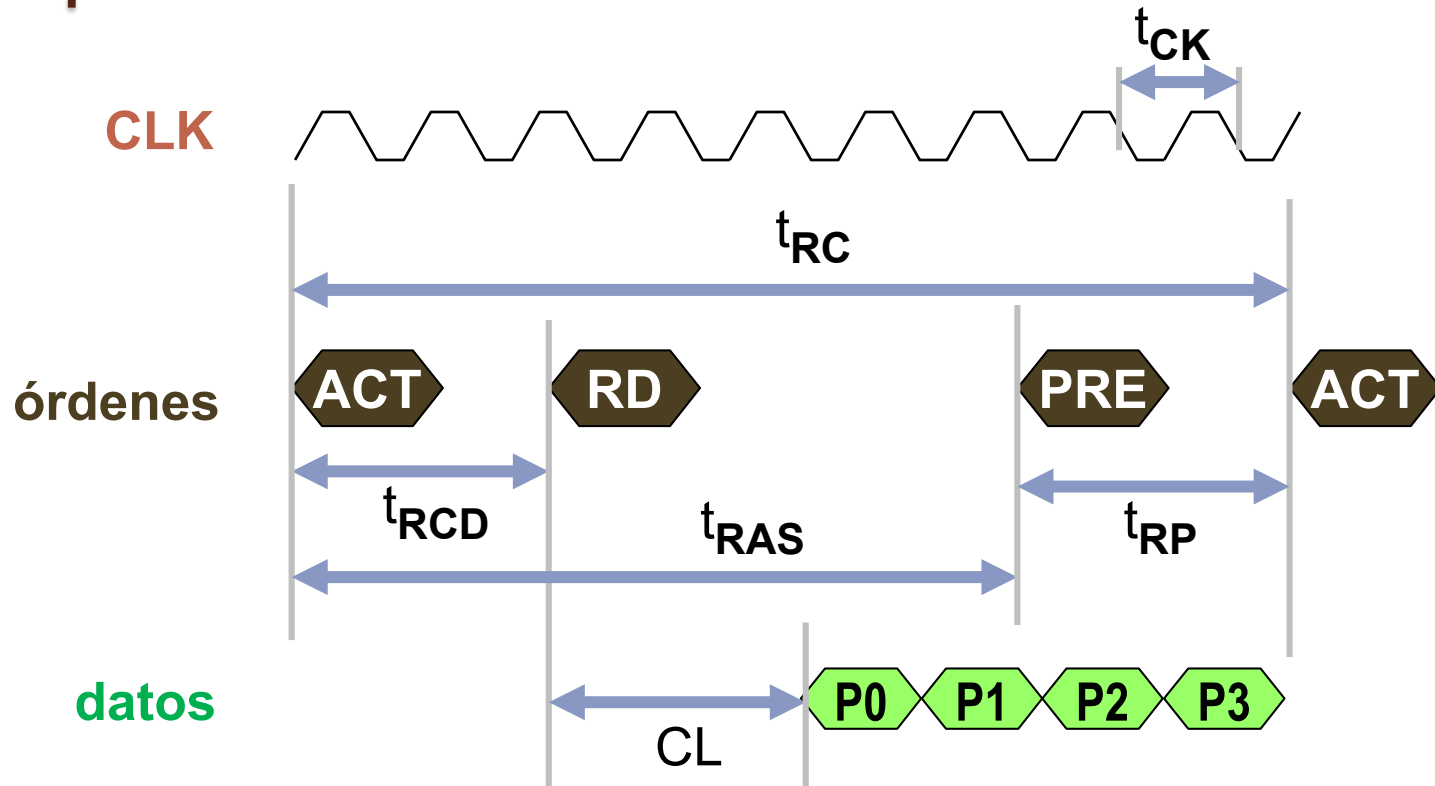 tCK
CLK
tRC
órdenes ACT RD PRE ACT
tRCD tRAS tRP
datos P0 P1 P2 P3
CL